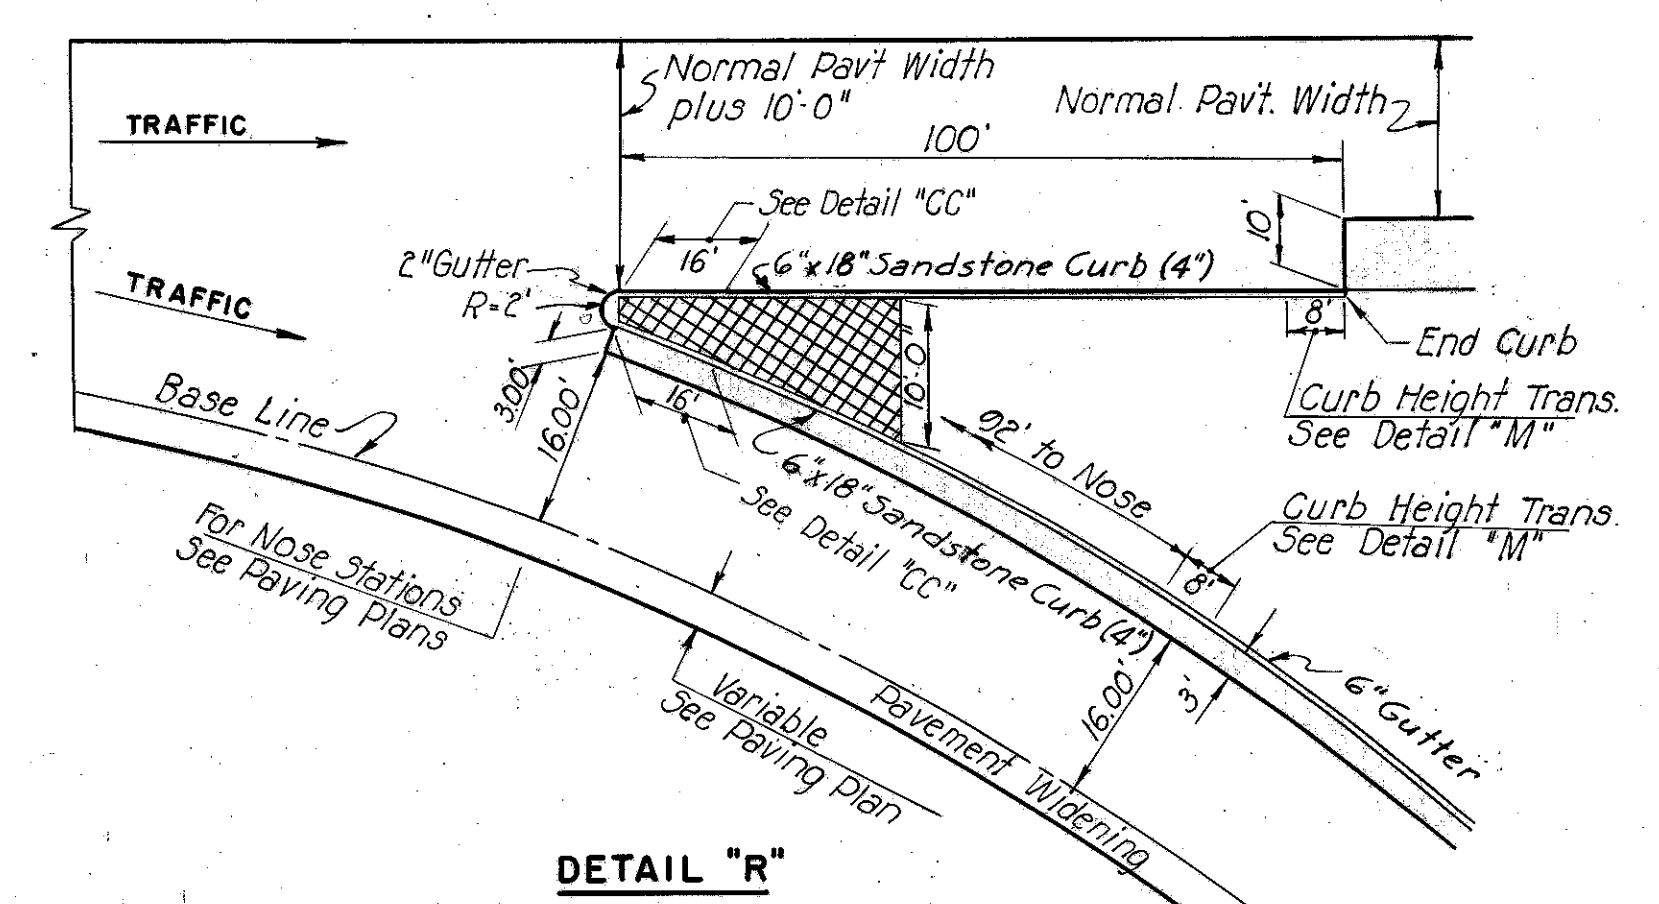 Normal Pav't Width
plus 10'-0"
Normal Pav't. Width
TRAFFIC
100'
See Detail "CC"
10'
16'
6"x18" Sandstone Curb (4")
2" Gutter
R=2'
TRAFFIC
8'
End Curb
3.00'
16.00'
16'
10'-0"
Base Line
Curb Height Trans.
See Detail "M"
92' to Nose
6"x18" Sandstone Curb (4")
See Detail "CC"
Curb Height Trans.
See Detail "M"
8'
For Nose Stations
See Paving Plans
16.00'
3'
6" Gutter
Variable
See Paving Plan
Pavement Widening
DETAIL "R"